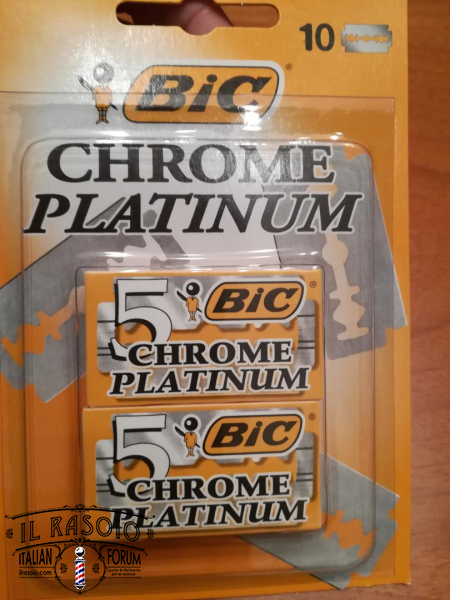 10
BiC®
CHROME
PLATINUM
5 BiC®
CHROME
PLATINUM
5 BiC®
CHROME
PLATINUM
IL RASOIO
ITALIAN FORUM
ilrasoio.com